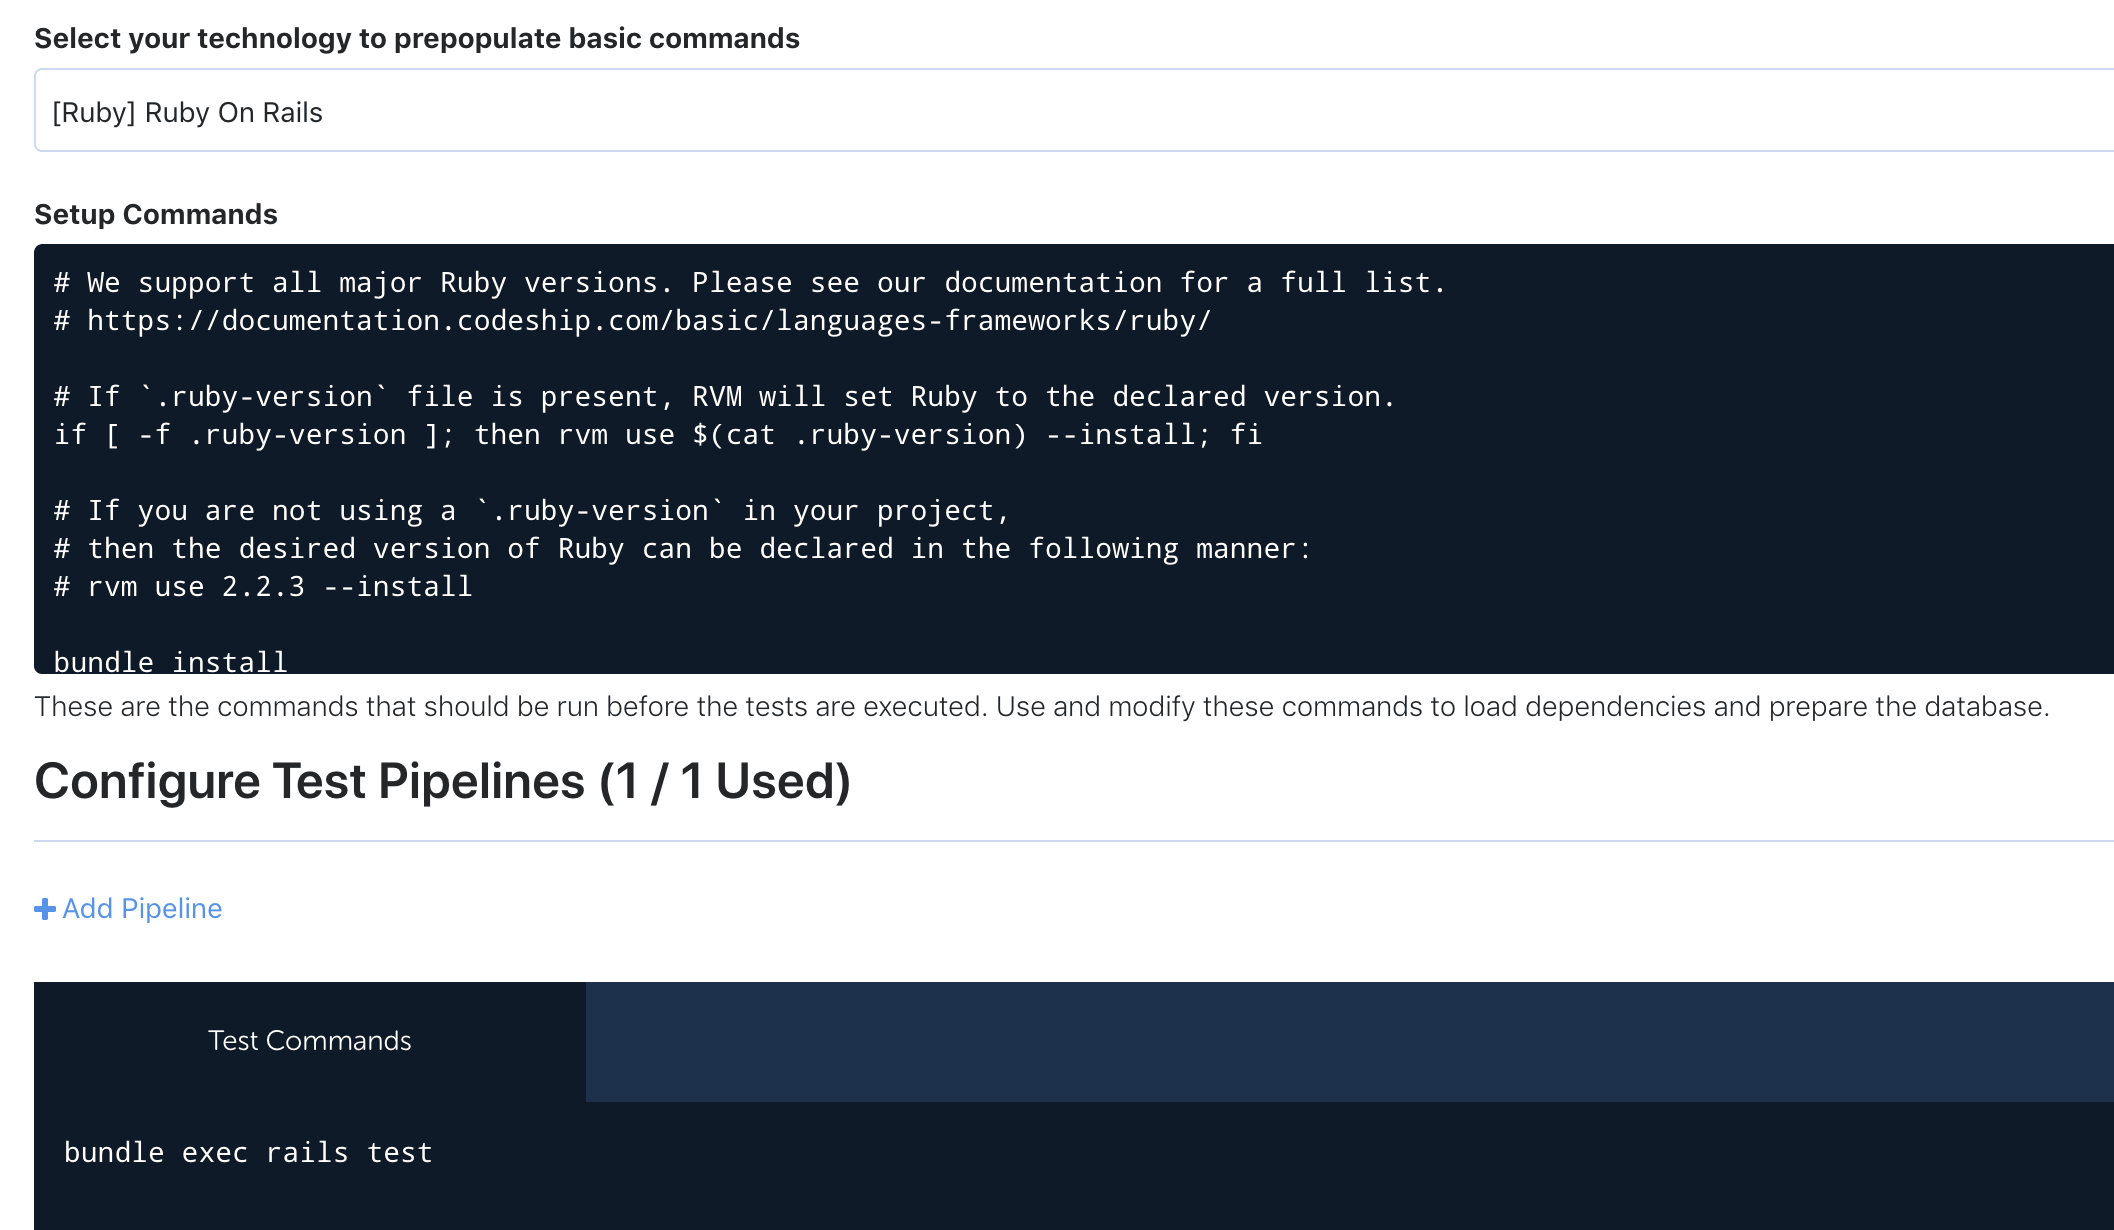 Select your technology to prepopulate basic commands
[Ruby] Ruby On Rails
Setup Commands
# We support all major Ruby versions. Please see our documentation for a full list.
# https://documentation.codeship.com/basic/languages-frameworks/ruby/
# If `.ruby-version` file is present, RVM will set Ruby to the declared version.
if [ -f .ruby-version ]; then rvm use $(cat .ruby-version) --install; fi
# If you are not using a `.ruby-version` in your project,
# then the desired version of Ruby can be declared in the following manner:
# rvm use 2.2.3 --install
bundle install
These are the commands that should be run before the tests are executed. Use and modify these commands to load dependencies and prepare the database.
Configure Test Pipelines (1 / 1 Used)
Add Pipeline
Test Commands
bundle exec rails test